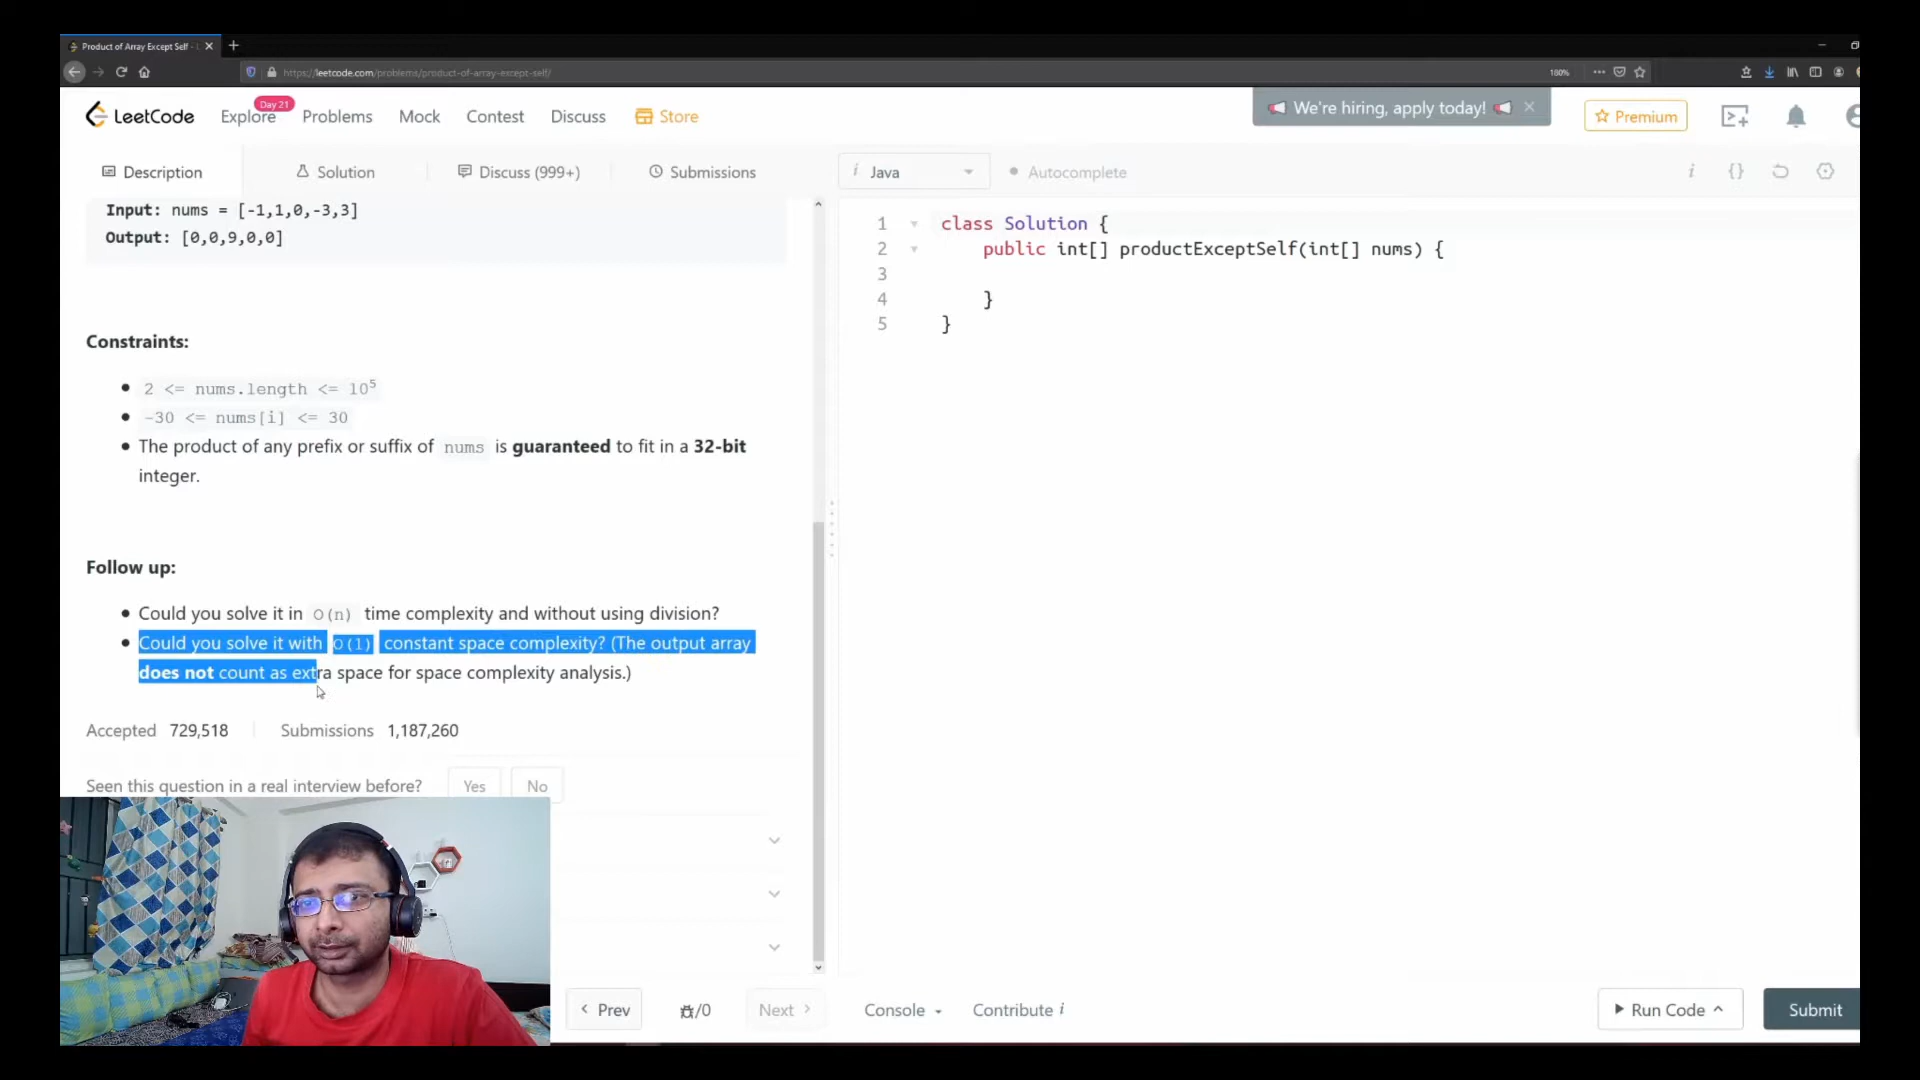 Product of Array Except Self -
https://leetcode.com/problems/product-of-array-except-self/
180%
LeetCode
Explore
Day 21
Problems
Mock
Contest
Discuss
Store
We're hiring, apply today!
Premium
Description
Solution
Discuss (999+)
Submissions
Input: nums = [-1,1,0,-3,3]
Output: [0,0,9,0,0]
Constraints:
2 <= nums.length <= 10⁵
-30 <= nums[i] <= 30
The product of any prefix or suffix of nums is guaranteed to fit in a 32-bit
integer.
Follow up:
Could you solve it in O(n) time complexity and without using division?
Could you solve it with O(1) constant space complexity? (The output array
does not count as extra space for space complexity analysis.)
Accepted 729,518 Submissions 1,187,260
Seen this question in a real interview before? Yes No
i Java
Autocomplete
i {}
1 class Solution {
2 public int[] productExceptSelf(int[] nums) {
3
4 }
5 }
< Prev
/0
Next >
Console
Contribute i
Run Code
Submit